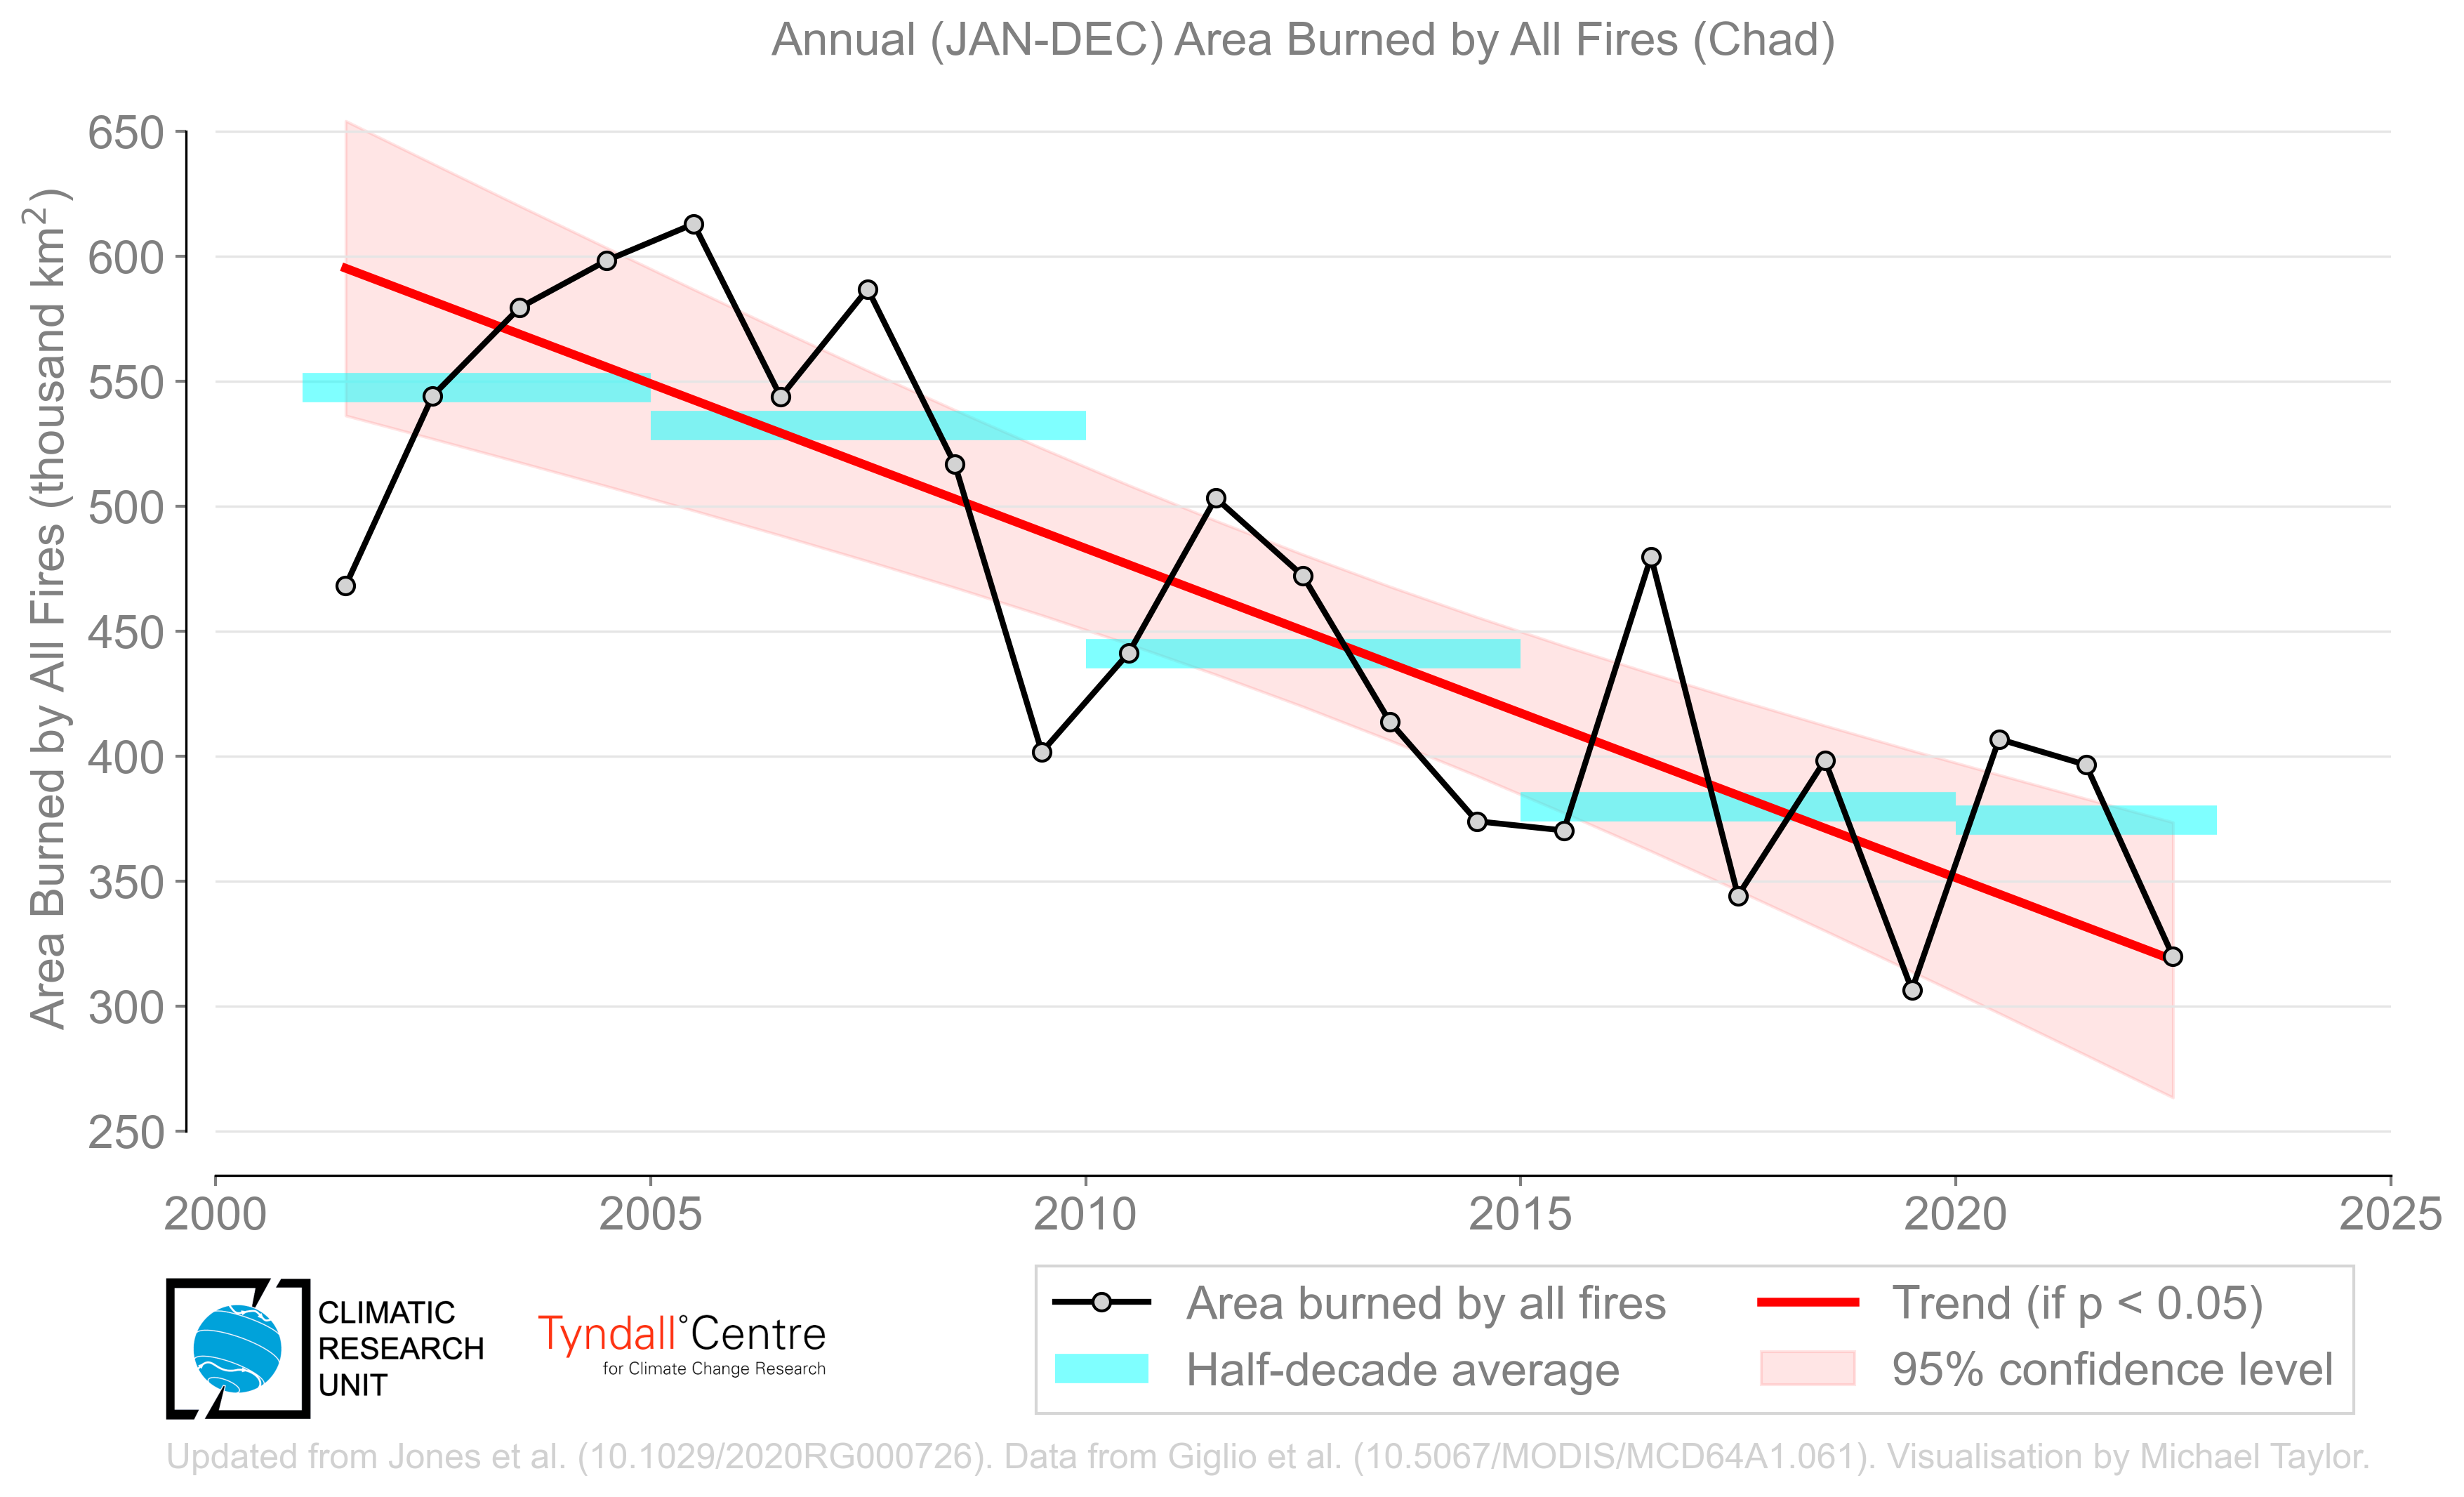 Annual (JAN-DEC) Area Burned by All Fires (Chad)
Area Burned by All Fires (thousand km²)
650
600
550
500
450
400
350
300
250
2000 2005 2010 2015 2020 2025
Area burned by all fires
Half-decade average
Trend (if p < 0.05)
95% confidence level
CLIMATIC
RESEARCH
UNIT
Tyndall°Centre
for Climate Change Research
Updated from Jones et al. (10.1029/2020RG000726). Data from Giglio et al. (10.5067/MODIS/MCD64A1.061). Visualisation by Michael Taylor.